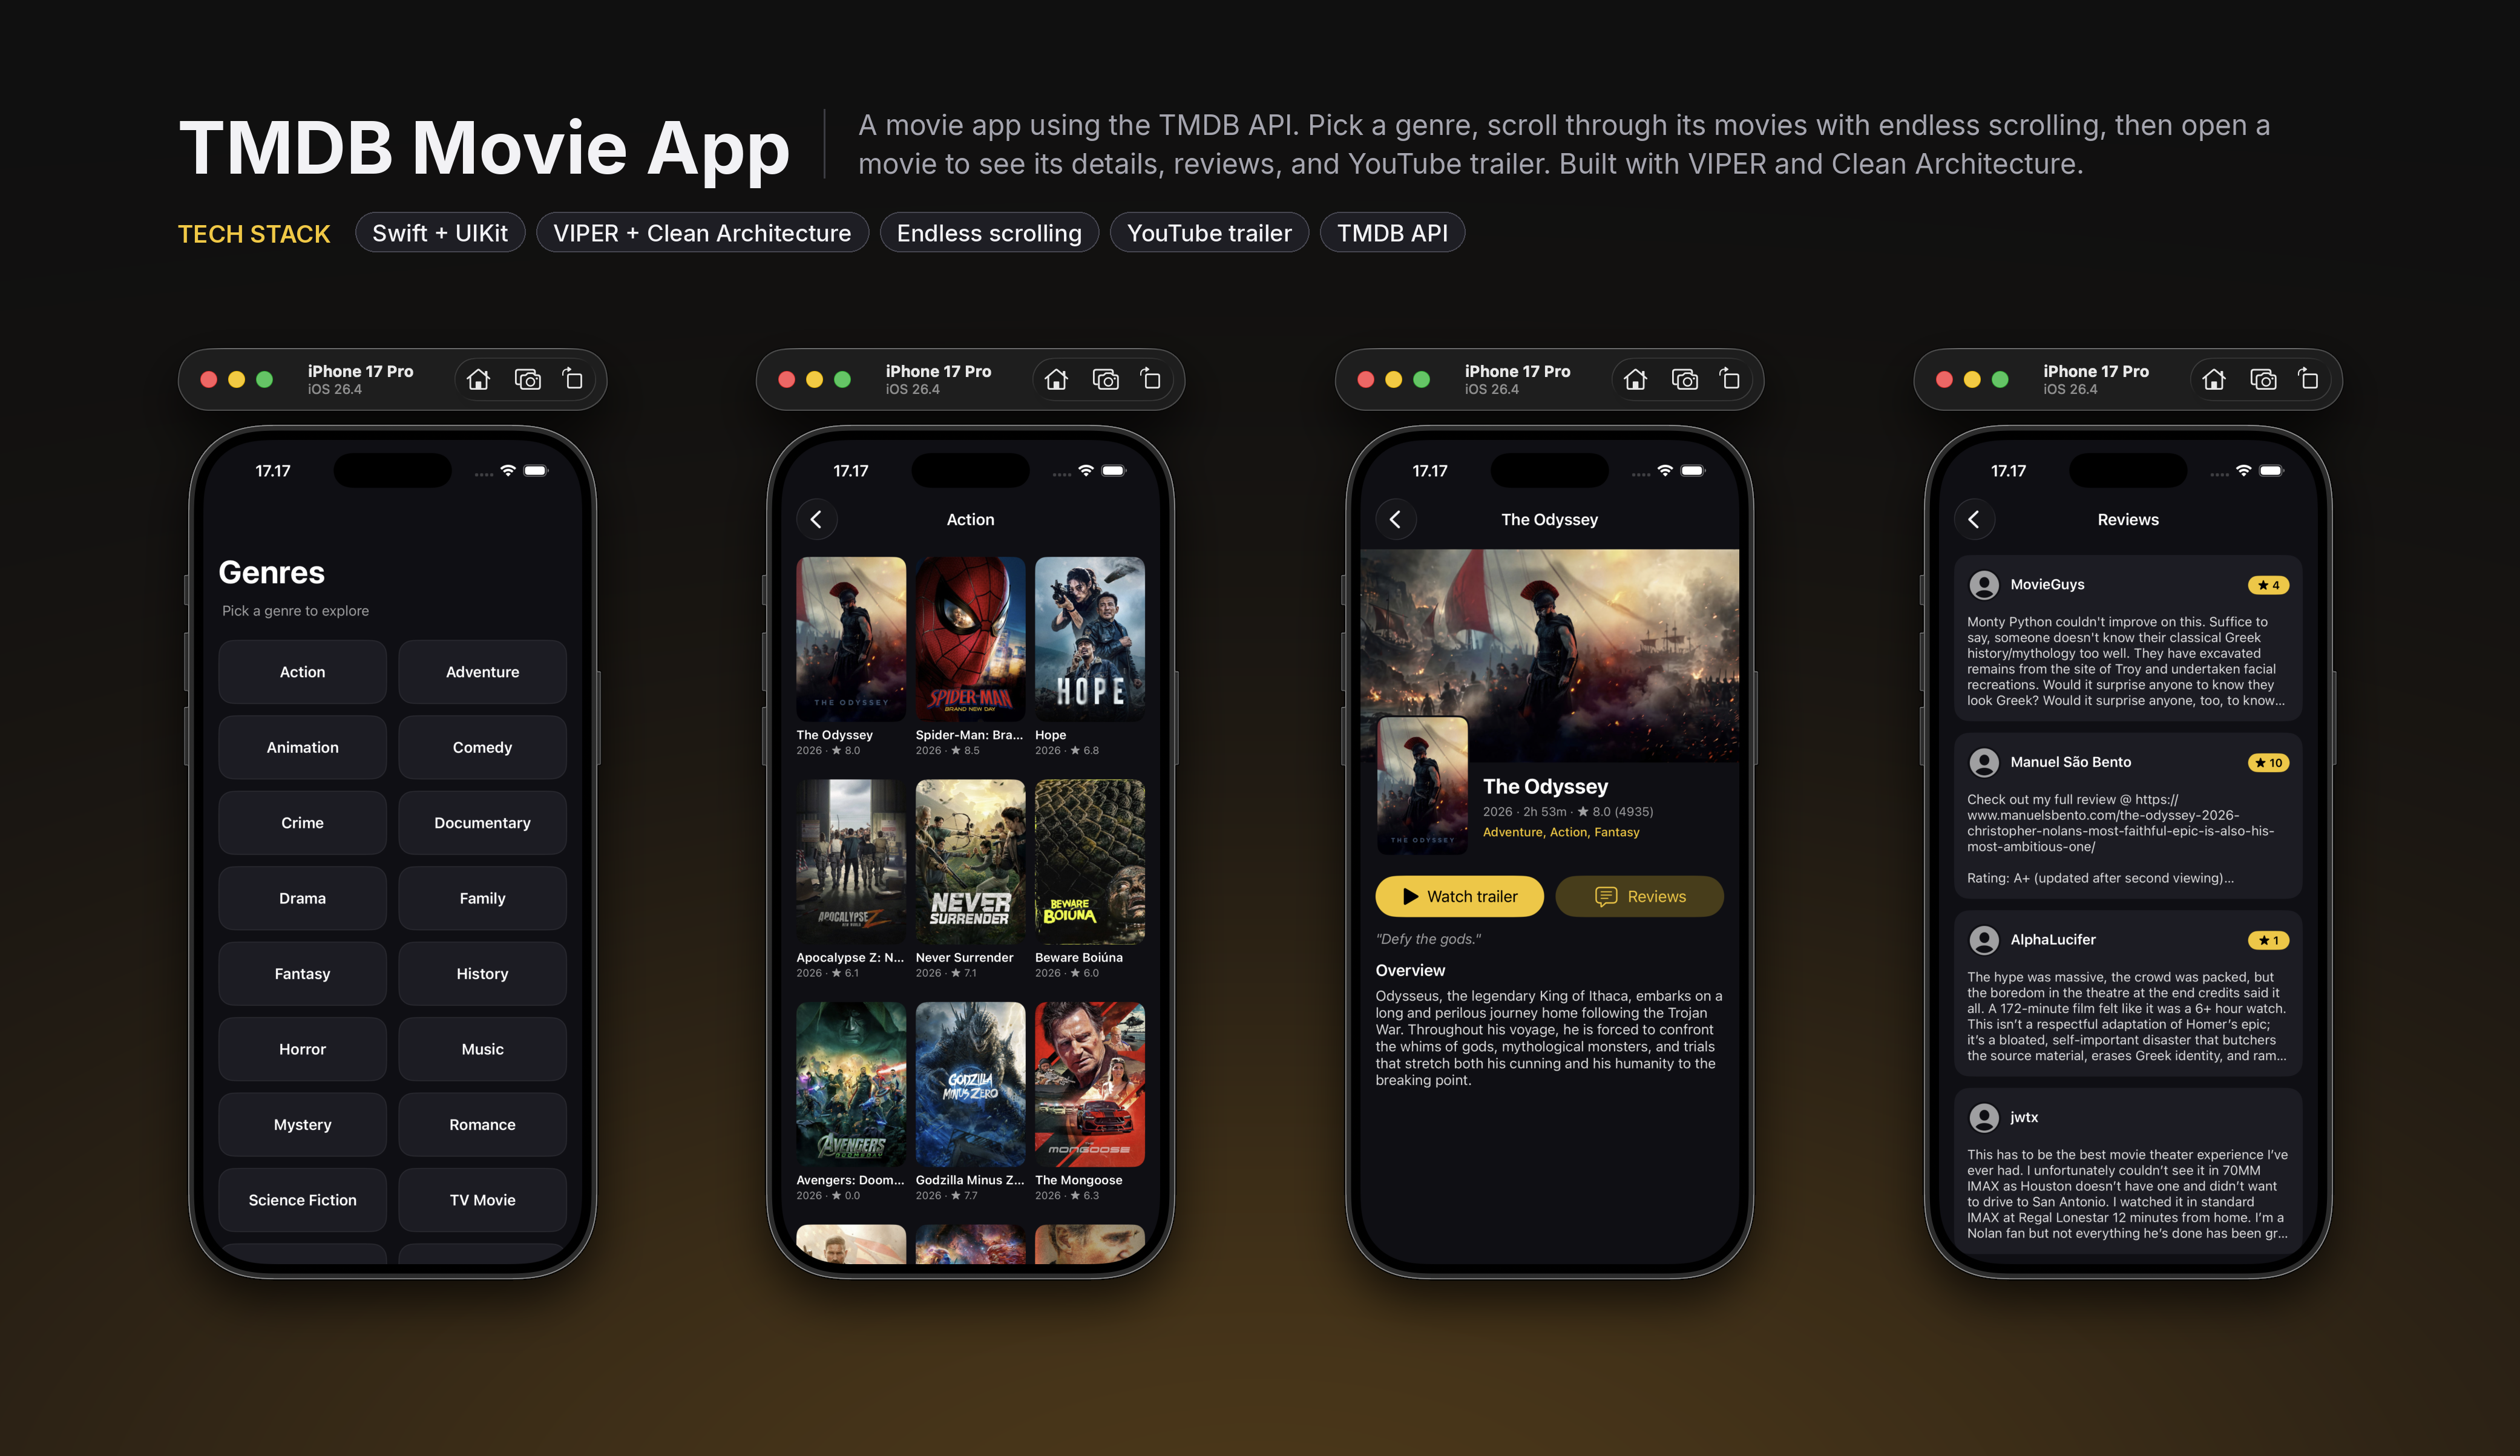 TMDB Movie App
A movie app using the TMDB API. Pick a genre, scroll through its movies with endless scrolling, then open a
movie to see its details, reviews, and YouTube trailer. Built with VIPER and Clean Architecture.
TECH STACK
Swift + UIKit
VIPER + Clean Architecture
Endless scrolling
YouTube trailer
TMDB API
iPhone 17 Pro
iOS 26.4
17.17
Genres
Pick a genre to explore
Action
Adventure
Animation
Comedy
Crime
Documentary
Drama
Family
Fantasy
History
Horror
Music
Mystery
Romance
Science Fiction
TV Movie
iPhone 17 Pro
iOS 26.4
17.17
Action
THE ODYSSEY
SPIDER-MAN
BRAND NEW DAY
HOPE
The Odyssey
2026 · ★ 8.0
Spider-Man: Bra...
2026 · ★ 8.5
Hope
2026 · ★ 6.8
APOCALYPSE Z
NEVER
SURRENDER
BEWARE
BOIÚNA
Apocalypse Z: N...
2026 · ★ 6.1
Never Surrender
2026 · ★ 7.1
Beware Boiúna
2026 · ★ 6.0
AVENGERS
DOOMSDAY
GODZILLA
MINUS ZERO
MONGOOSE
Avengers: Doom...
2026 · ★ 0.0
Godzilla Minus Z...
2026 · ★ 7.7
The Mongoose
2026 · ★ 6.3
iPhone 17 Pro
iOS 26.4
17.17
The Odyssey
THE ODYSSEY
The Odyssey
2026 · 2h 53m · ★ 8.0 (4935)
Adventure, Action, Fantasy
Watch trailer
Reviews
"Defy the gods."
Overview
Odysseus, the legendary King of Ithaca, embarks on a
long and perilous journey home following the Trojan
War. Throughout his voyage, he is forced to confront
the whims of gods, mythological monsters, and trials
that stretch both his cunning and his humanity to the
breaking point.
iPhone 17 Pro
iOS 26.4
17.17
Reviews
MovieGuys
★ 4
Monty Python couldn't improve on this. Suffice to
say, someone doesn't know their classical Greek
history/mythology too well. They have excavated
remains from the site of Troy and undertaken facial
recreations. Would it surprise anyone to know they
look Greek? Would it surprise anyone, too, to know...
Manuel São Bento
★ 10
Check out my full review @ https://
www.manuelsbento.com/the-odyssey-2026-
christopher-nolans-most-faithful-epic-is-also-his-
most-ambitious-one/
Rating: A+ (updated after second viewing)...
AlphaLucifer
★ 1
The hype was massive, the crowd was packed, but
the boredom in the theatre at the end credits said it
all. A 172-minute film felt like it was a 6+ hour watch.
This isn't a respectful adaptation of Homer's epic;
it's a bloated, self-important disaster that butchers
the source material, erases Greek identity, and ram...
jwtx
This has to be the best movie theater experience I've
ever had. I unfortunately couldn't see it in 70MM
IMAX as Houston doesn't have one and didn't want
to drive to San Antonio. I watched it in standard
IMAX at Regal Lonestar 12 minutes from home. I'm a
Nolan fan but not everything he's done has been gr...